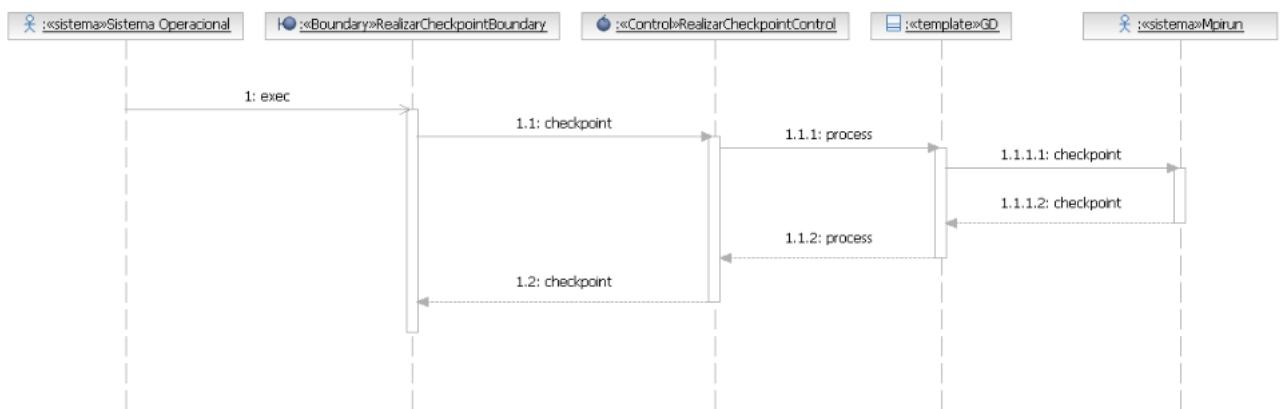 :«sistema»Sistema Operacional
:«Boundary»RealizarCheckpointBoundary
:«Control»RealizarCheckpointControl
:«template»GD
:«sistema»Mpirun
1: exec
1.1: checkpoint
1.1.1: process
1.1.1.1: checkpoint
1.1.1.2: checkpoint
1.1.2: process
1.2: checkpoint